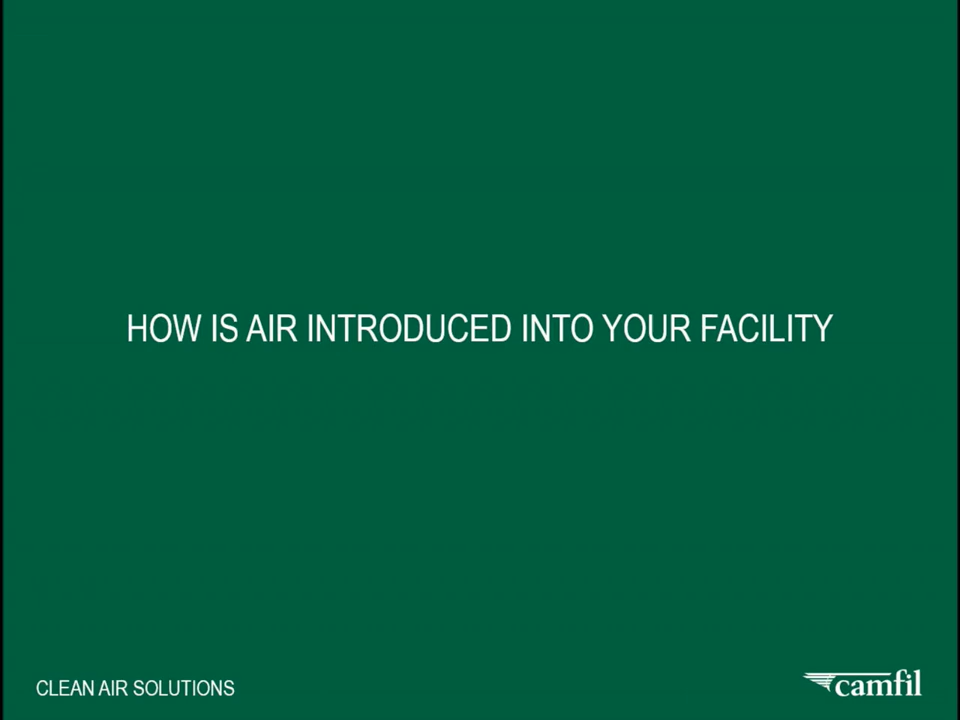 HOW IS AIR INTRODUCED INTO YOUR FACILITY
CLEAN AIR SOLUTIONS
camfil